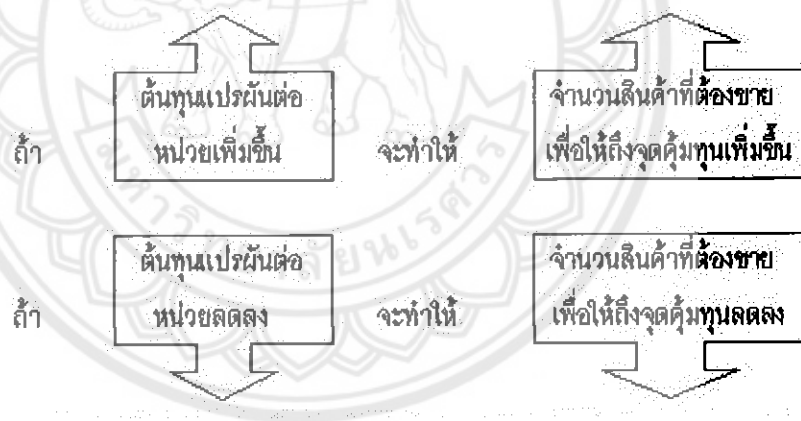 ต้นทุนแปรผันต่อ
จำนวนสินค้าที่ต้องขาย
ถ้า
หน่วยเพิ่มขึ้น
จะทำให้
เพื่อให้ถึงจุดคุ้มทุนเพิ่มขึ้น
ต้นทุนแปรผันต่อ
จำนวนสินค้าที่ต้องขาย
ถ้า
หน่วยลดลง
จะทำให้
เพื่อให้ถึงจุดคุ้มทุนลดลง